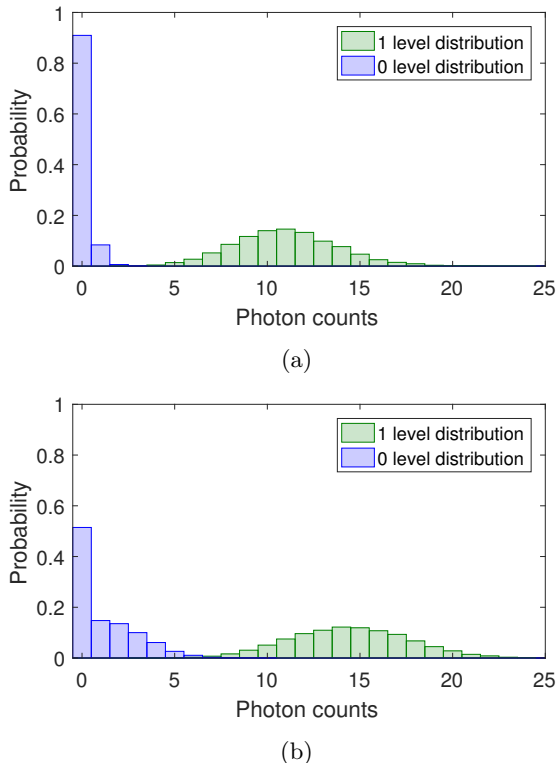 1
0.8
0.6
0.4
0.2
0
Probability
1 level distribution
0 level distribution
0 5 10 15 20 25
Photon counts
(a)
1
0.8
0.6
0.4
0.2
0
Probability
1 level distribution
0 level distribution
0 5 10 15 20 25
Photon counts
(b)